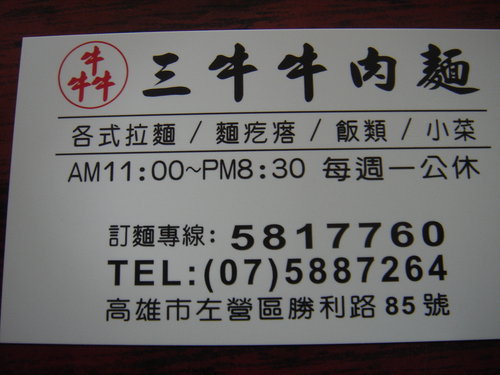 牛牛牛 三牛牛肉麵
各式拉麵 / 麵疙瘩 / 飯類 / 小菜
AM11:00~PM8:30 每週一公休
訂麵專線: 5817760
TEL:(07)5887264
高雄市左營區勝利路85號